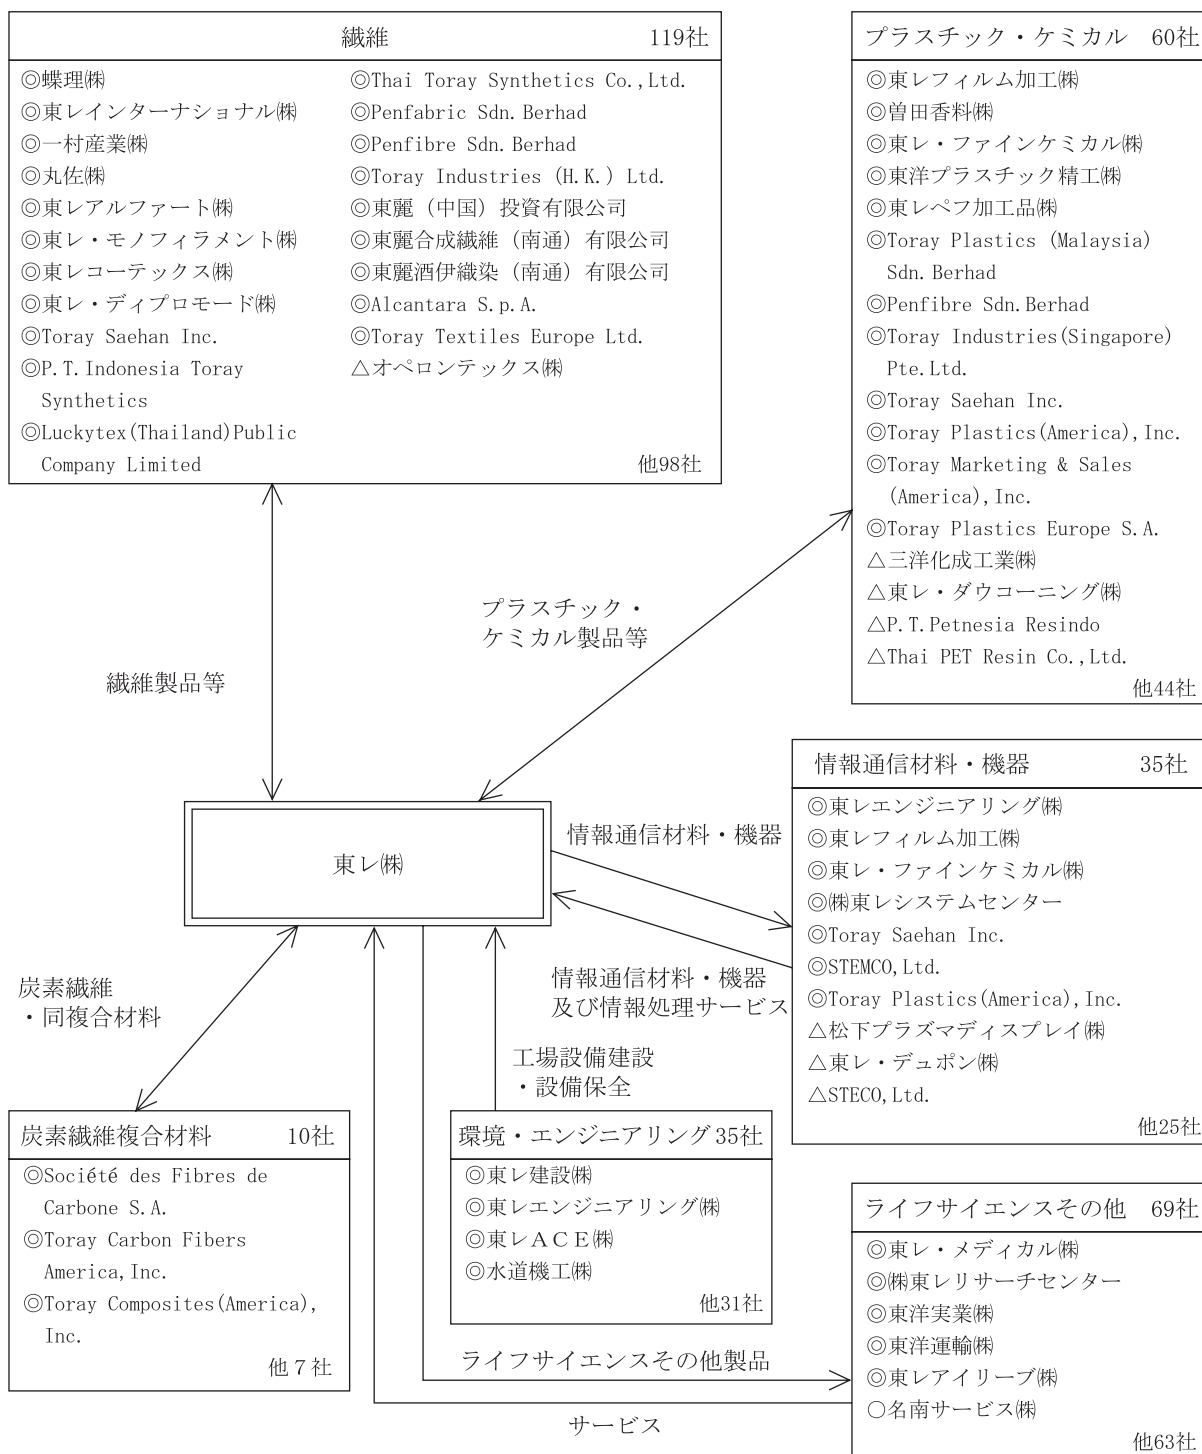 繊維 119社
◎蝶理㈱
◎東レインターナショナル㈱
◎一村産業㈱
◎丸佐㈱
◎東レアルファート㈱
◎東レ・モノフィラメント㈱
◎東レコーテックス㈱
◎東レ・ディプロモード㈱
◎Toray Saehan Inc.
◎P.T.Indonesia Toray
Synthetics
◎Luckytex(Thailand)Public
Company Limited
◎Thai Toray Synthetics Co.,Ltd.
◎Penfabric Sdn.Berhad
◎Penfibre Sdn.Berhad
◎Toray Industries (H.K.) Ltd.
◎東麗（中国）投資有限公司
◎東麗合成繊維（南通）有限公司
◎東麗酒伊織染（南通）有限公司
◎Alcantara S.p.A.
◎Toray Textiles Europe Ltd.
△オペロンテックス㈱
他98社
プラスチック・ケミカル 60社
◎東レフィルム加工㈱
◎曽田香料㈱
◎東レ・ファインケミカル㈱
◎東洋プラスチック精工㈱
◎東レペフ加工品㈱
◎Toray Plastics (Malaysia)
Sdn.Berhad
◎Penfibre Sdn.Berhad
◎Toray Industries(Singapore)
Pte.Ltd.
◎Toray Saehan Inc.
◎Toray Plastics(America),Inc.
◎Toray Marketing & Sales
(America),Inc.
◎Toray Plastics Europe S.A.
△三洋化成工業㈱
△東レ・ダウコーニング㈱
△P.T.Petnesia Resindo
△Thai PET Resin Co.,Ltd.
他44社
繊維製品等
プラスチック・
ケミカル製品等
東レ㈱
情報通信材料・機器
情報通信材料・機器
及び情報処理サービス
情報通信材料・機器 35社
◎東レエンジニアリング㈱
◎東レフィルム加工㈱
◎東レ・ファインケミカル㈱
◎㈱東レシステムセンター
◎Toray Saehan Inc.
◎STEMCO,Ltd.
◎Toray Plastics(America),Inc.
△松下プラズマディスプレイ㈱
△東レ・デュポン㈱
△STECO,Ltd.
他25社
炭素繊維
・同複合材料
工場設備建設
・設備保全
炭素繊維複合材料 10社
◎Société des Fibres de
Carbone S.A.
◎Toray Carbon Fibers
America,Inc.
◎Toray Composites(America),
Inc.
他７社
環境・エンジニアリング 35社
◎東レ建設㈱
◎東レエンジニアリング㈱
◎東レＡＣＥ㈱
◎水道機工㈱
他31社
ライフサイエンスその他製品
サービス
ライフサイエンスその他 69社
◎東レ・メディカル㈱
◎㈱東レリサーチセンター
◎東洋実業㈱
◎東洋運輸㈱
◎東レアイリーブ㈱
○名南サービス㈱
他63社